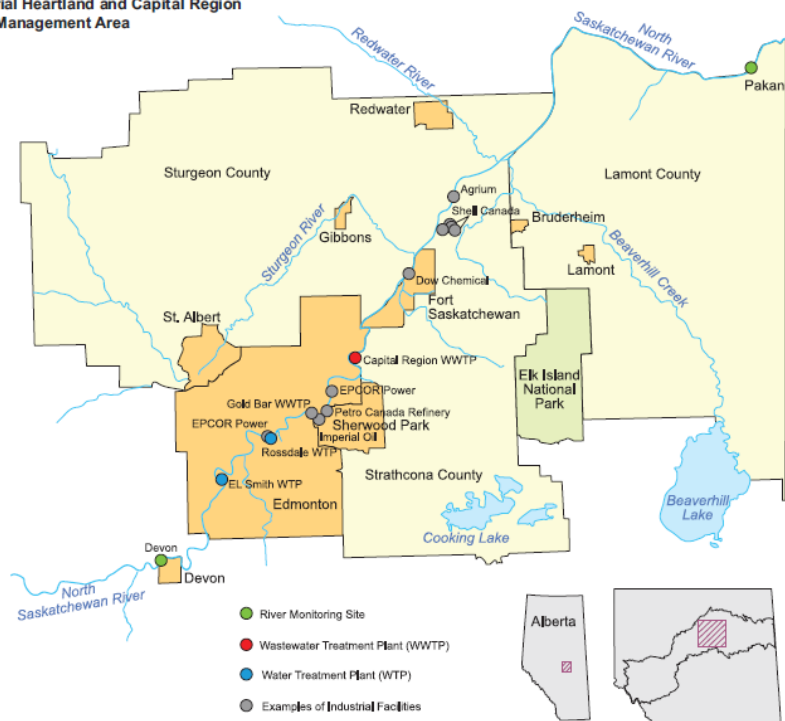 ial Heartland and Capital Region
Management Area
North
Saskatchewan River
Redwater River
Pakan
Redwater
Sturgeon County
Lamont County
Agrium
Shell Canada
Bruderheim
Gibbons
Sturgeon River
Beaverhill Creek
Lamont
Dow Chemical
Fort
Saskatchewan
St. Albert
Capital Region WWTP
Elk Island
National
Park
EPCOR Power
Gold Bar WWTP
Petro Canada Refinery
EPCOR Power
Sherwood Park
Imperial Oil
Rossdale WTP
Strathcona County
EL Smith WTP
Edmonton
Beaverhill
Lake
Cooking Lake
Devon
Devon
North
Saskatchewan River
River Monitoring Site
Wastewater Treatment Plant (WWTP)
Water Treatment Plant (WTP)
Examples of Industrial Facilities
Alberta